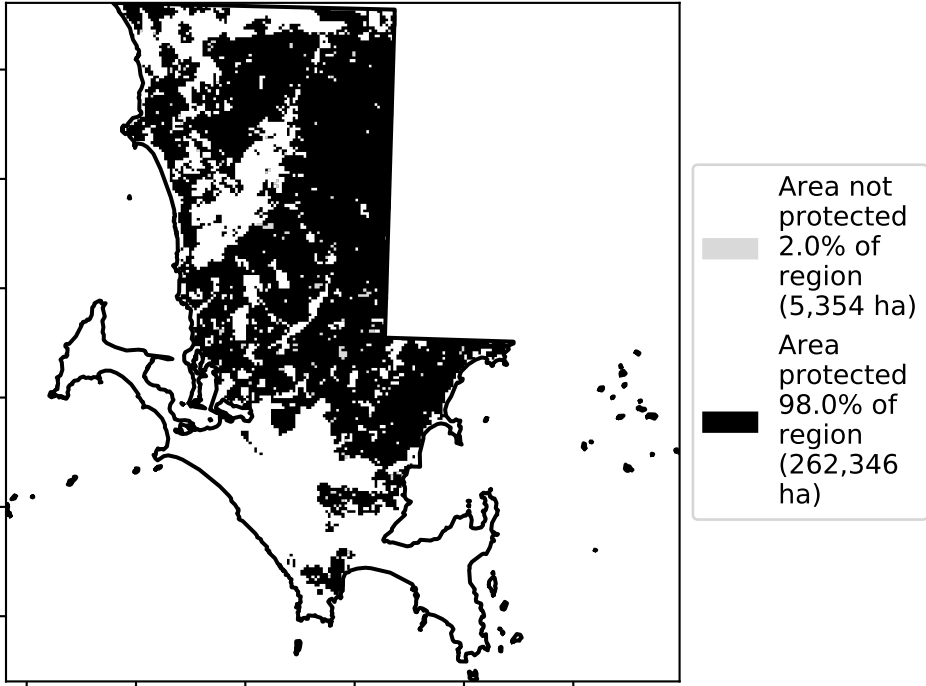 Area not
protected
2.0% of
region
(5,354 ha)
Area
protected
98.0% of
region
(262,346
ha)